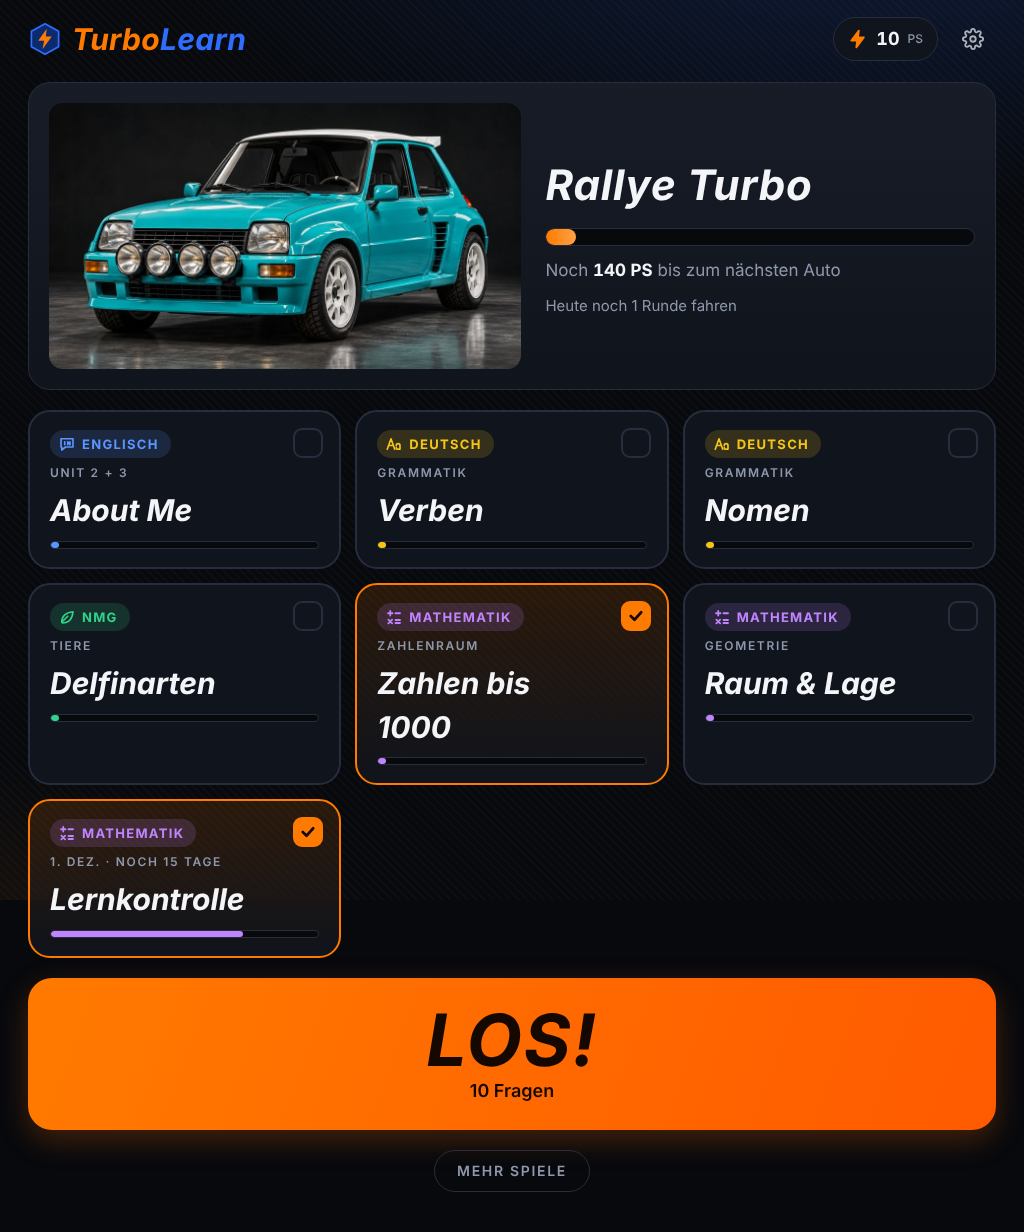 TurboLearn
10 PS
Rallye Turbo
Noch 140 PS bis zum nächsten Auto
Heute noch 1 Runde fahren
ENGLISCH
UNIT 2 + 3
About Me
DEUTSCH
GRAMMATIK
Verben
DEUTSCH
GRAMMATIK
Nomen
NMG
TIERE
Delfinarten
MATHEMATIK
ZAHLENRAUM
Zahlen bis
1000
MATHEMATIK
GEOMETRIE
Raum & Lage
MATHEMATIK
1. DEZ. · NOCH 15 TAGE
Lernkontrolle
LOS!
10 Fragen
MEHR SPIELE